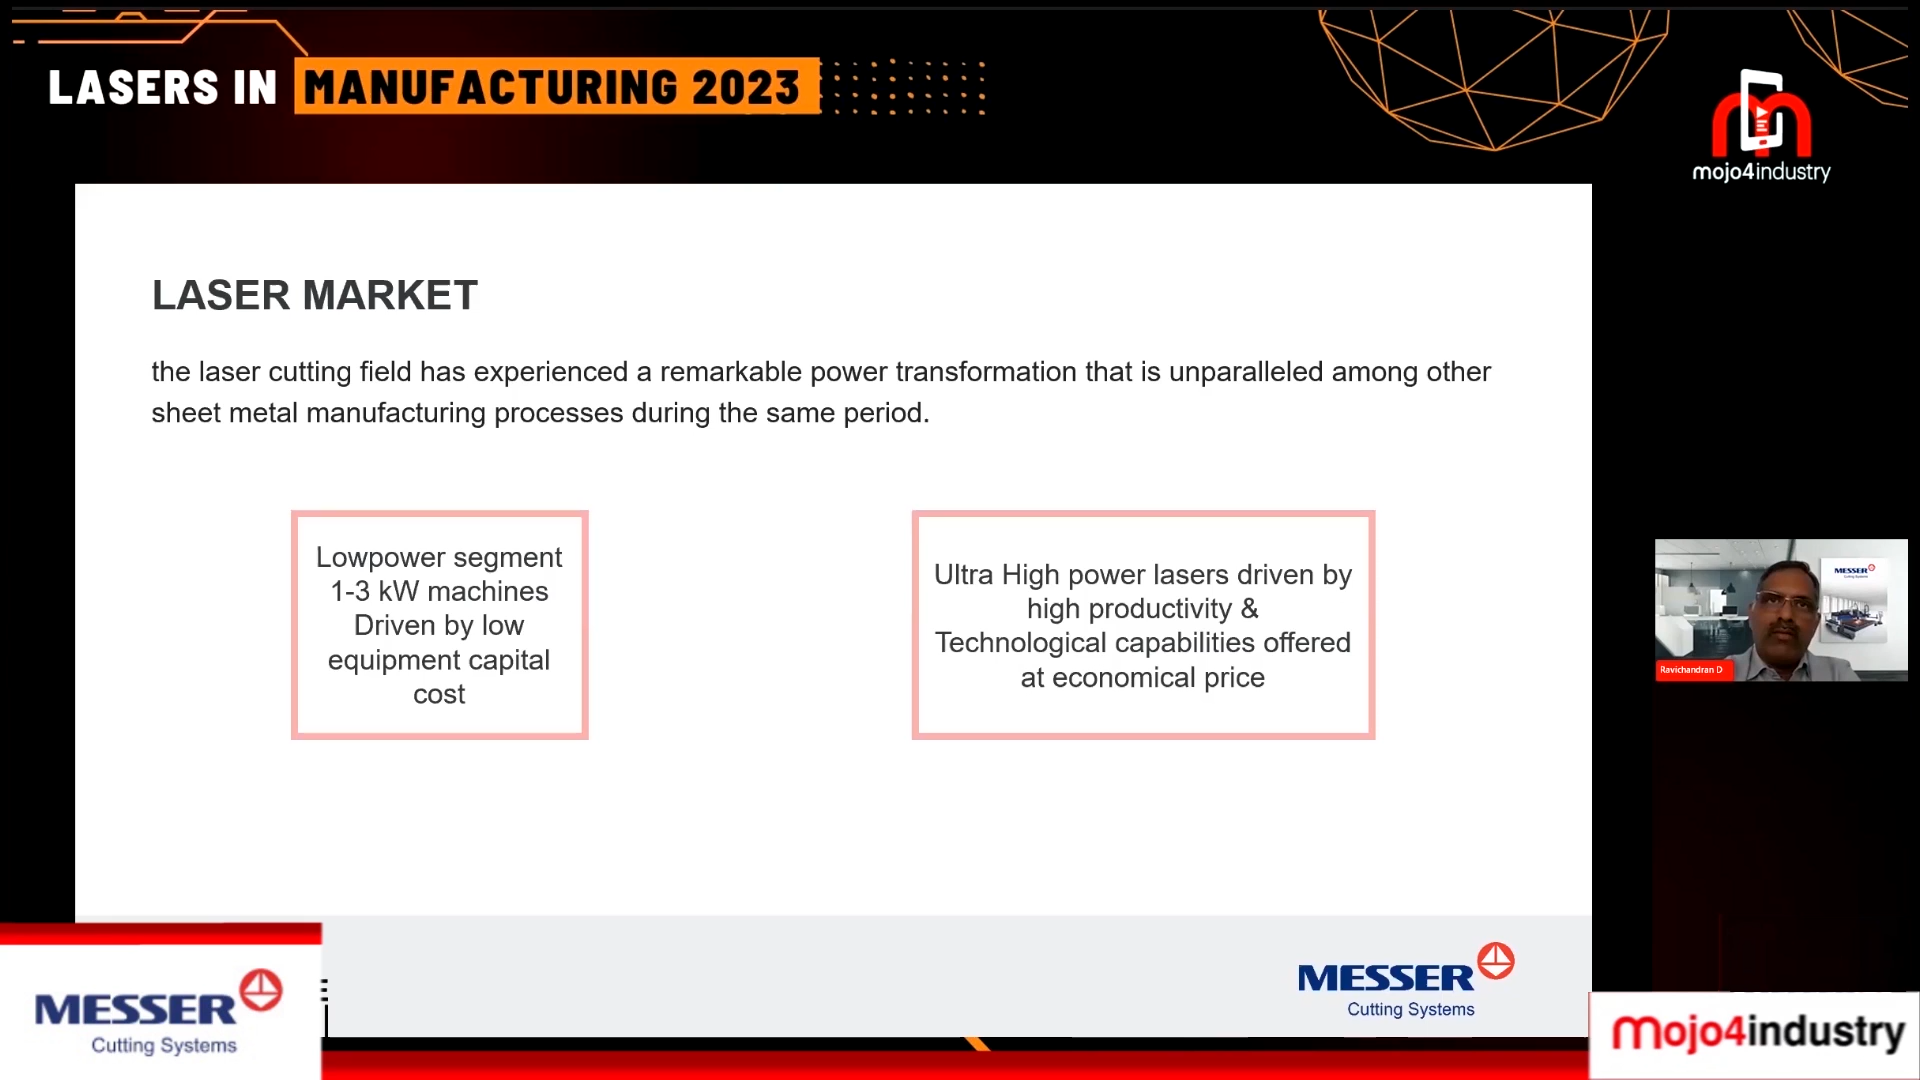 LASERS IN MANUFACTURING 2023
mojo4industry
LASER MARKET
the laser cutting field has experienced a remarkable power transformation that is unparalleled among other
sheet metal manufacturing processes during the same period.
Lowpower segment
1-3 kW machines
Driven by low
equipment capital
cost
Ultra High power lasers driven by
high productivity &
Technological capabilities offered
at economical price
MESSER
Cutting Systems
Ravichandran D
MESSER
Cutting Systems
MESSER
Cutting Systems
mojo4industry